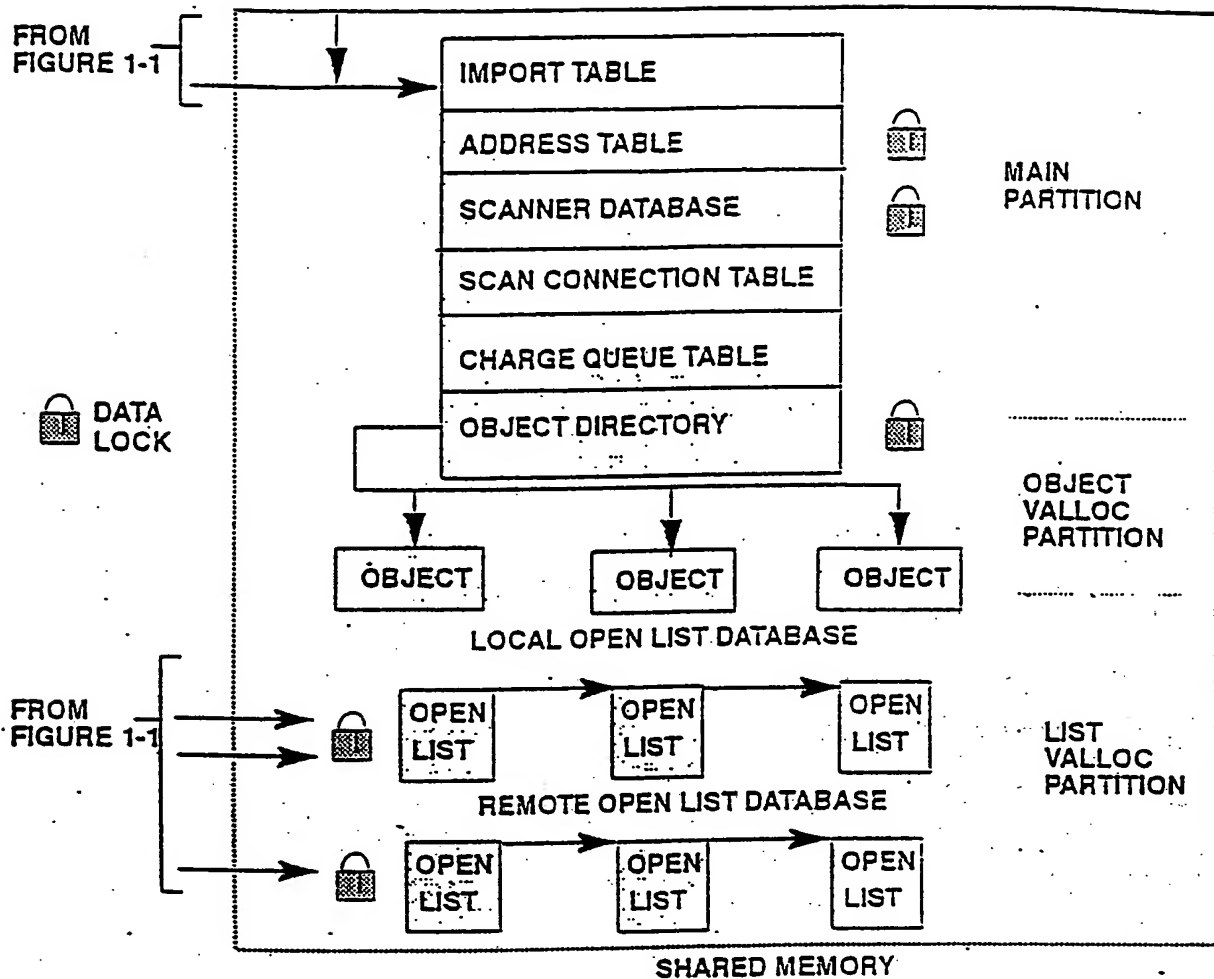 FROM
FIGURE 1-1
IMPORT TABLE
ADDRESS TABLE
SCANNER DATABASE
SCAN CONNECTION TABLE
CHARGE QUEUE TABLE
OBJECT DIRECTORY
MAIN
PARTITION
DATA
LOCK
OBJECT
VALLOC
PARTITION
OBJECT
OBJECT
OBJECT
LOCAL OPEN LIST DATABASE
FROM
FIGURE 1-1
OPEN
LIST
OPEN
LIST
OPEN
LIST
LIST
VALLOC
PARTITION
REMOTE OPEN LIST DATABASE
OPEN
LIST
OPEN
LIST
OPEN
LIST
SHARED MEMORY